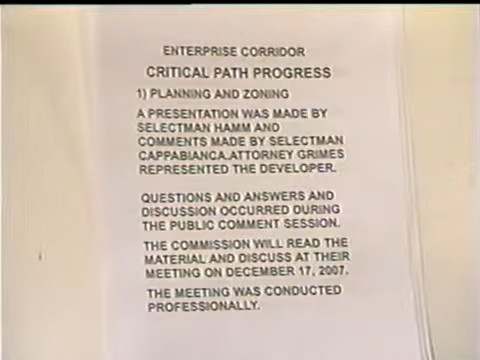 ENTERPRISE CORRIDOR
CRITICAL PATH PROGRESS
1) PLANNING AND ZONING
A PRESENTATION WAS MADE BY
SELECTMAN HAMM AND
COMMENTS MADE BY SELECTMAN
CAPPABIANCA.ATTORNEY GRIMES
REPRESENTED THE DEVELOPER.
QUESTIONS AND ANSWERS AND
DISCUSSION OCCURRED DURING
THE PUBLIC COMMENT SESSION.
THE COMMISSION WILL READ THE
MATERIAL AND DISCUSS AT THEIR
MEETING ON DECEMBER 17, 2007.
THE MEETING WAS CONDUCTED
PROFESSIONALLY.